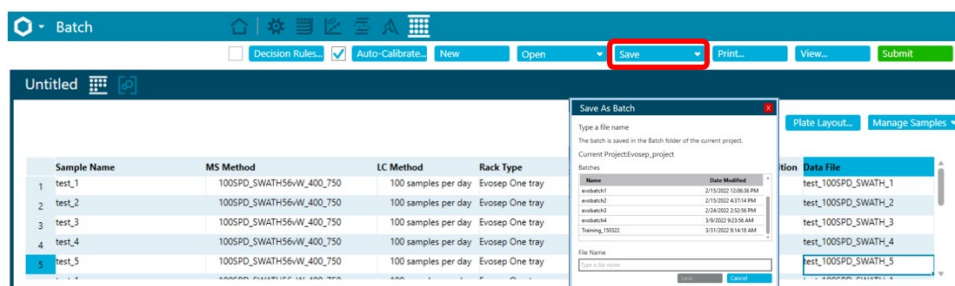 Batch
Decision Rules... Auto-Calibrate... New Open Save Print... View... Submit
Untitled
Plate Layout... Manage Samples
Save As Batch
Type a file name
The batch is saved in the Batch folder of the current project.
Current Project:Evosep_project
Batches
Name Date Modified
evobatch1 2/15/2022 12:06:36 PM
evobatch2 2/15/2022 4:37:14 PM
evobatch3 2/24/2022 2:52:56 PM
evobatch4 3/9/2022 9:23:56 AM
Training_150322 3/31/2022 9:14:18 AM
File Name
Type a file name
Save Cancel
Sample Name MS Method LC Method Rack Type ition Data File
1 test_1 100SPD_SWATH56vW_400_750 100 samples per day Evosep One tray test_100SPD_SWATH_1
2 test_2 100SPD_SWATH56vW_400_750 100 samples per day Evosep One tray test_100SPD_SWATH_2
3 test_3 100SPD_SWATH56vW_400_750 100 samples per day Evosep One tray test_100SPD_SWATH_3
4 test_4 100SPD_SWATH56vW_400_750 100 samples per day Evosep One tray test_100SPD_SWATH_4
5 test_5 100SPD_SWATH56vW_400_750 100 samples per day Evosep One tray test_100SPD_SWATH_5